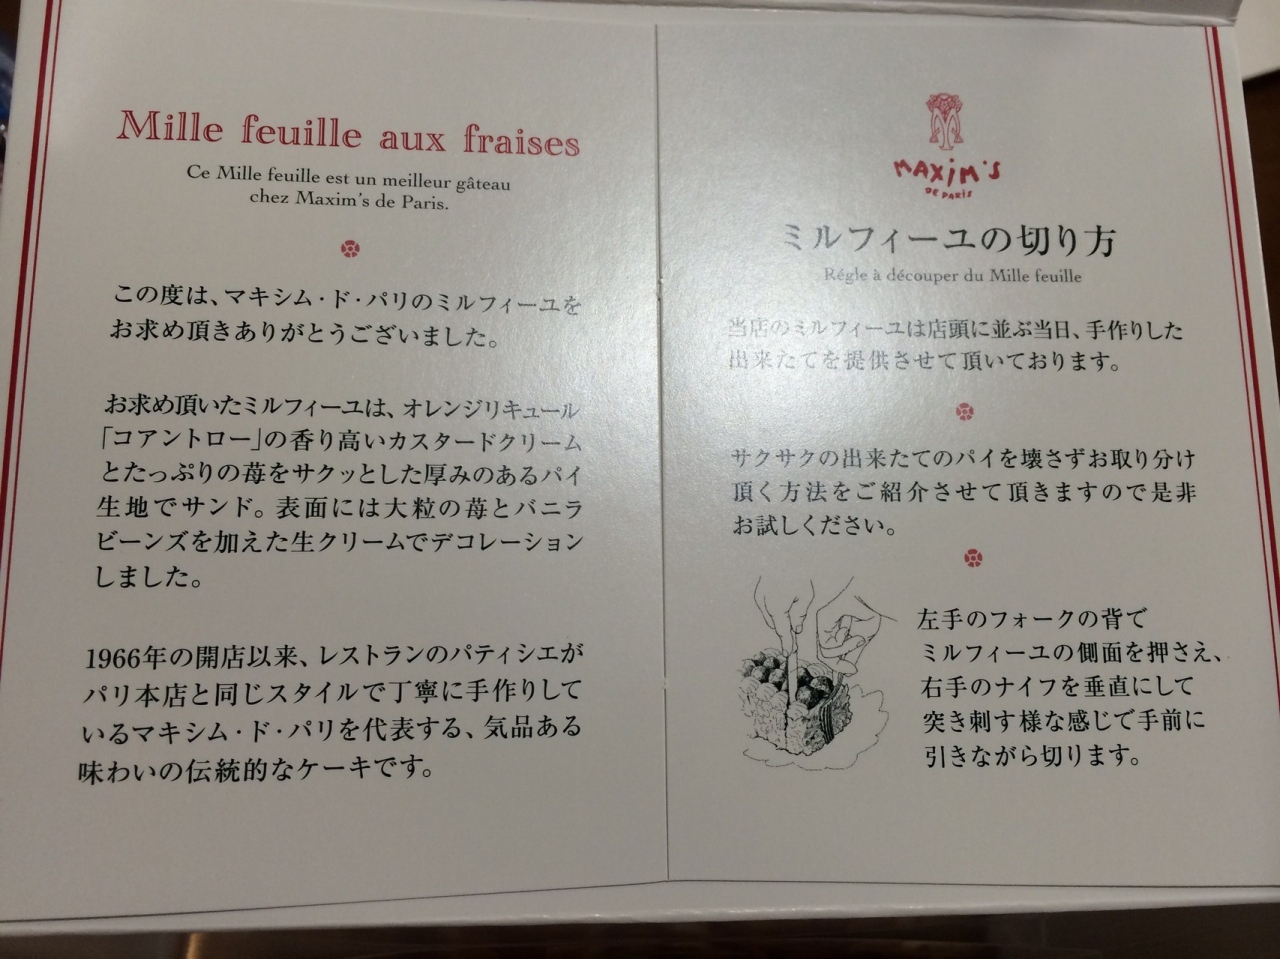 Mille feuille aux fraises
Ce Mille feuille est un meilleur gâteau
chez Maxim's de Paris.
この度は、マキシム・ド・パリのミルフィーユを
お求め頂きありがとうございました。
お求め頂いたミルフィーユは、オレンジリキュール
「コアントロー」の香り高いカスタードクリーム
とたっぷりの苺をサクッとした厚みのあるパイ
生地でサンド。表面には大粒の苺とバニラ
ビーンズを加えた生クリームでデコレーション
しました。
1966年の開店以来、レストランのパティシエが
パリ本店と同じスタイルで丁寧に手作りして
いるマキシム・ド・パリを代表する、気品ある
味わいの伝統的なケーキです。
MAXiM'S
DE PARIS
ミルフィーユの切り方
Régle à découper du Mille feuille
当店のミルフィーユは店頭に並ぶ当日、手作りした
出来たてを提供させて頂いております。
サクサクの出来たてのパイを壊さずお取り分け
頂く方法をご紹介させて頂きますので是非
お試しください。
左手のフォークの背で
ミルフィーユの側面を押さえ、
右手のナイフを垂直にして
突き刺す様な感じで手前に
引きながら切ります。